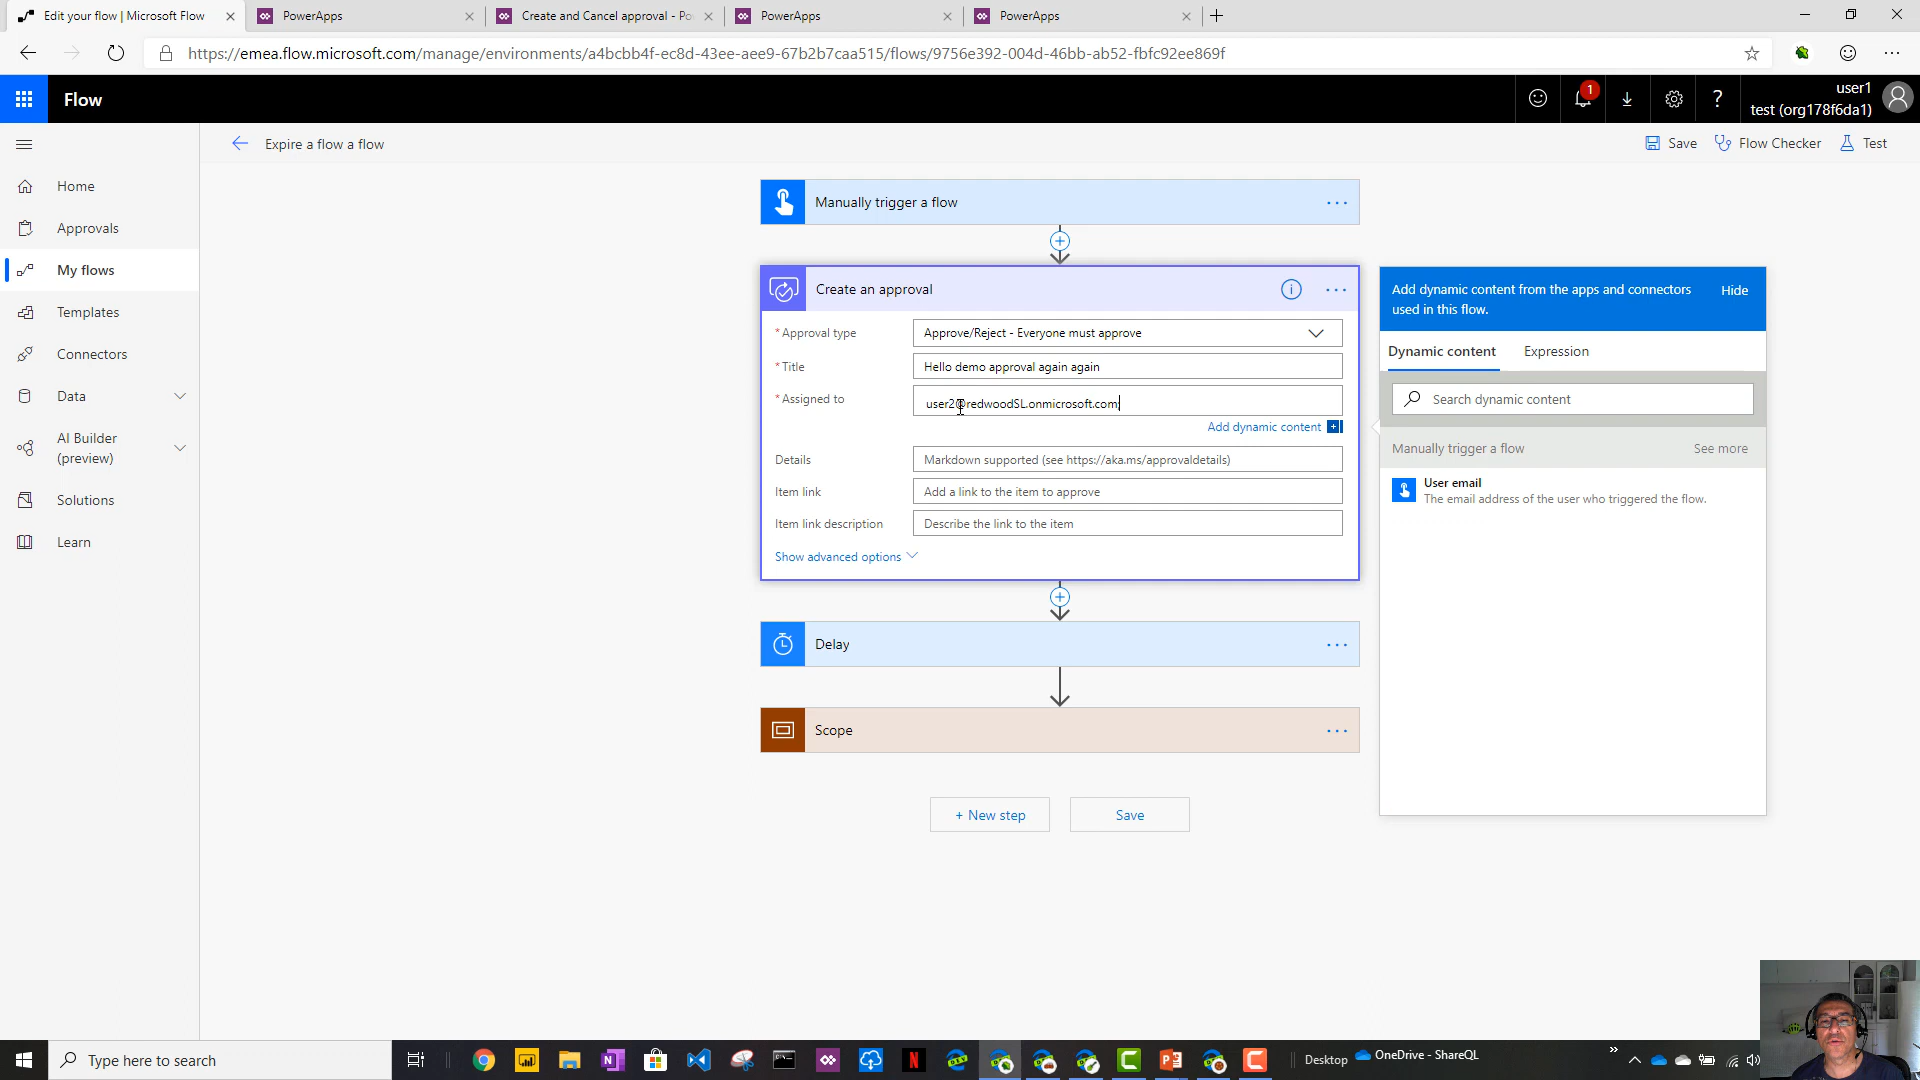 Edit your flow | Microsoft Flow
PowerApps
Create and Cancel approval - Po
PowerApps
PowerApps
https://emea.flow.microsoft.com/manage/environments/a4bcbb4f-ec8d-43ee-aee9-67b2b7caa515/flows/9756e392-004d-46bb-ab52-fbfc92ee869f
Flow
1
?
user1
test (org178f6da1)
Expire a flow a flow
Save
Flow Checker
Test
Home
Approvals
My flows
Templates
Connectors
Data
AI Builder
(preview)
Solutions
Learn
Manually trigger a flow
Create an approval
* Approval type
Approve/Reject - Everyone must approve
* Title
Hello demo approval again again
* Assigned to
user2@redwoodSL.onmicrosoft.com;
Add dynamic content
Details
Markdown supported (see https://aka.ms/approvaldetails)
Item link
Add a link to the item to approve
Item link description
Describe the link to the item
Show advanced options
Delay
Scope
+ New step
Save
Add dynamic content from the apps and connectors
used in this flow.
Hide
Dynamic content
Expression
Search dynamic content
Manually trigger a flow
See more
User email
The email address of the user who triggered the flow.
Type here to search
Desktop
OneDrive - ShareQL